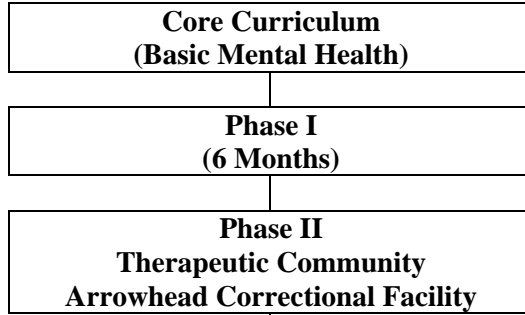 Core Curriculum
(Basic Mental Health)
Phase I
(6 Months)
Phase II
Therapeutic Community
Arrowhead Correctional Facility